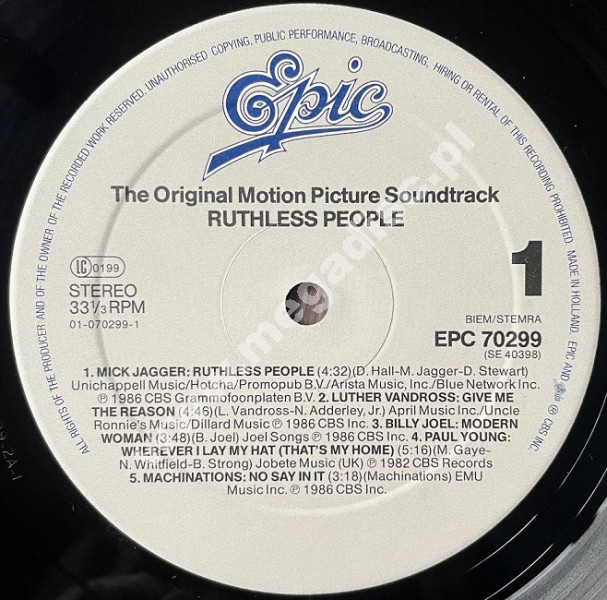 ALL RIGHTS OF THE PRODUCER AND OF THE OWNER OF THE RECORDED WORK RESERVED. UNAUTHORISED COPYING, PUBLIC PERFORMANCE, BROADCASTING, HIRING OR RENTAL OF THIS RECORDING PROHIBITED. MADE IN HOLLAND. EPIC AND ® CBS INC.
Epic
The Original Motion Picture Soundtrack
RUTHLESS PEOPLE
LC 0199
STEREO
33⅓ RPM
01-070299-1
1
BIEM/STEMRA
EPC 70299
(SE 40398)
1. MICK JAGGER: RUTHLESS PEOPLE (4:32) (D. Hall-M. Jagger-D. Stewart)
Unichappell Music/Hotcha/Promopub B.V./Arista Music, Inc./Blue Network Inc.
℗ 1986 CBS Grammofoonplaten B.V. 2. LUTHER VANDROSS: GIVE ME
THE REASON (4:46) (L. Vandross-N. Adderley, Jr.) April Music Inc./Uncle
Ronnie's Music/Dillard Music ℗ 1986 CBS Inc. 3. BILLY JOEL: MODERN
WOMAN (3:48) (B. Joel) Joel Songs ℗ 1986 CBS Inc. 4. PAUL YOUNG:
WHEREVER I LAY MY HAT (THAT'S MY HOME) (5:16) (M. Gaye-
N. Whitfield-B. Strong) Jobete Music (UK) ℗ 1982 CBS Records
5. MACHINATIONS: NO SAY IN IT (3:18) (Machinations) EMU
Music Inc. ℗ 1986 CBS Inc.